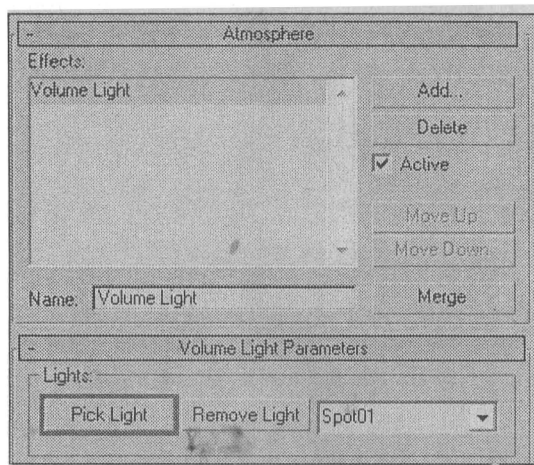 - Atmosphere
Effects:
Volume Light
Add...
Delete
Active
Move Up
Move Down
Name: Volume Light
Merge
- Volume Light Parameters
Lights:
Pick Light Remove Light Spot01